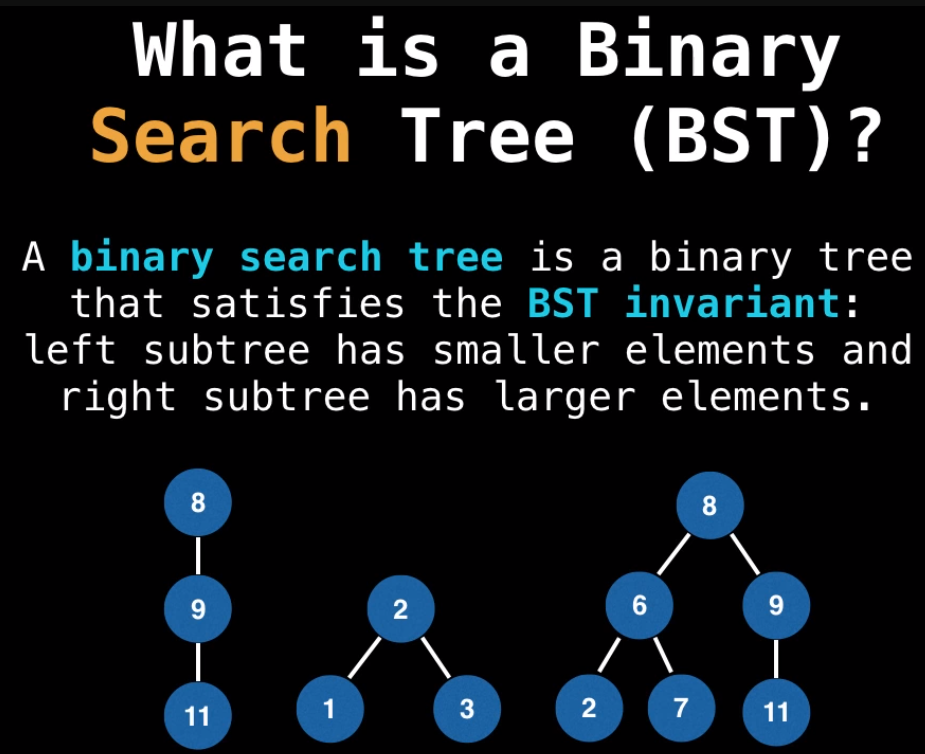 What is a Binary
Search Tree (BST)?
A binary search tree is a binary tree
that satisfies the BST invariant:
left subtree has smaller elements and
right subtree has larger elements.
8
9
11
2
1
3
8
6
9
2
7
11